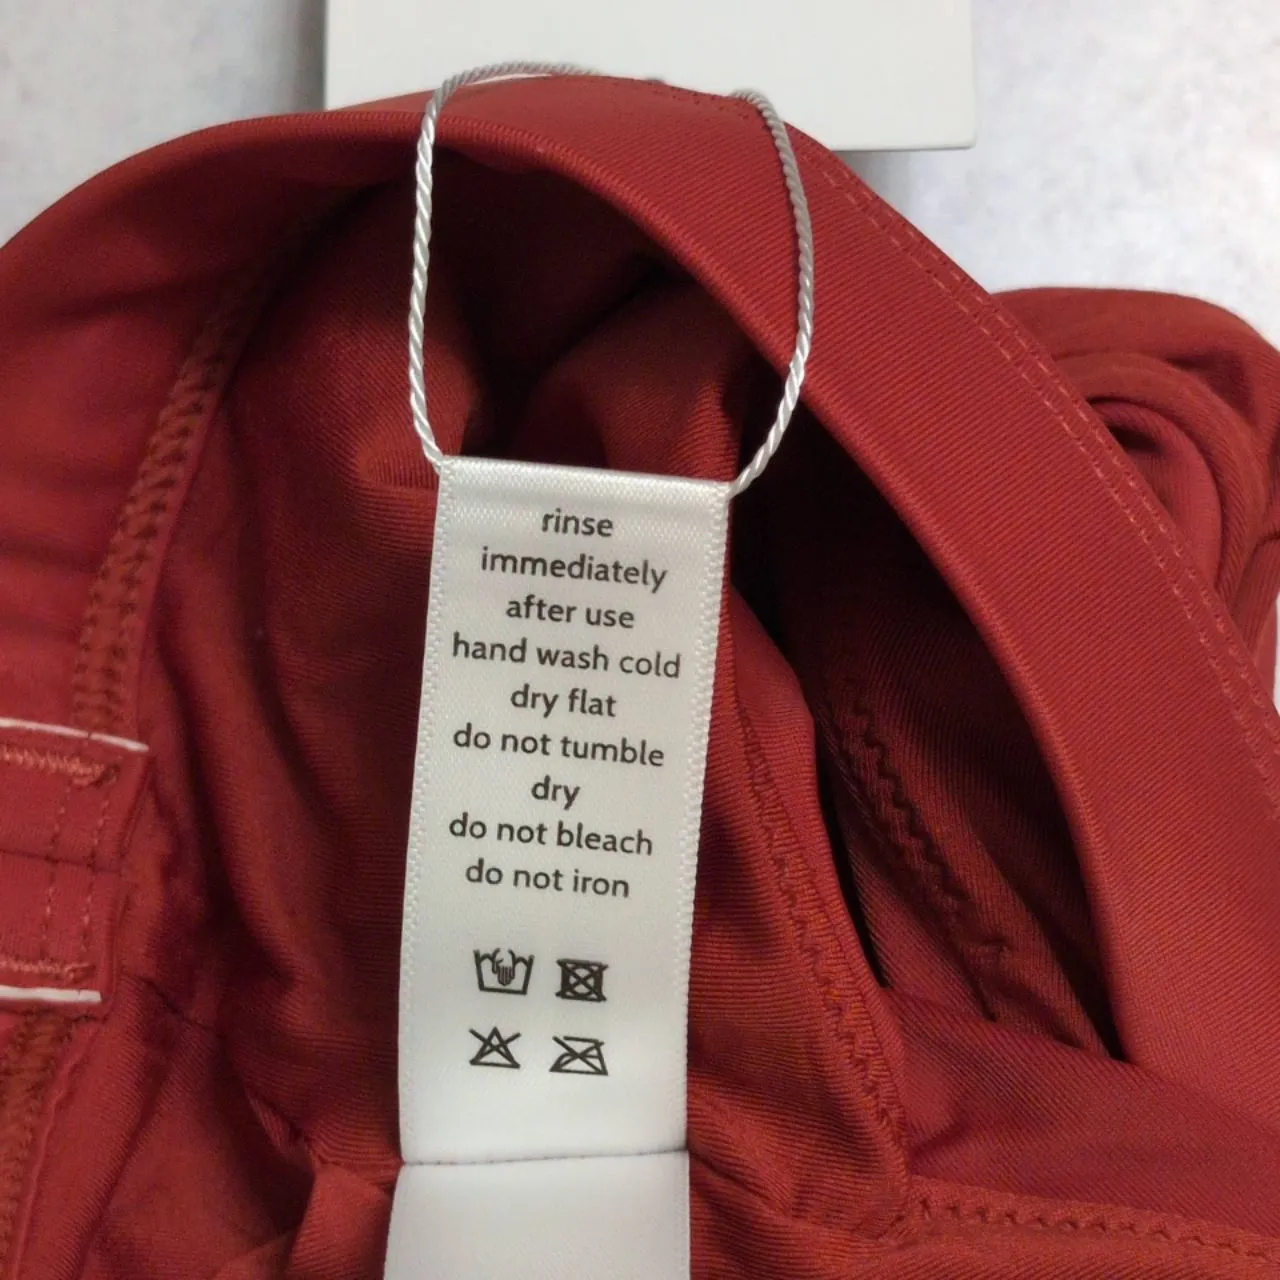 rinse
immediately
after use
hand wash cold
dry flat
do not tumble
dry
do not bleach
do not iron